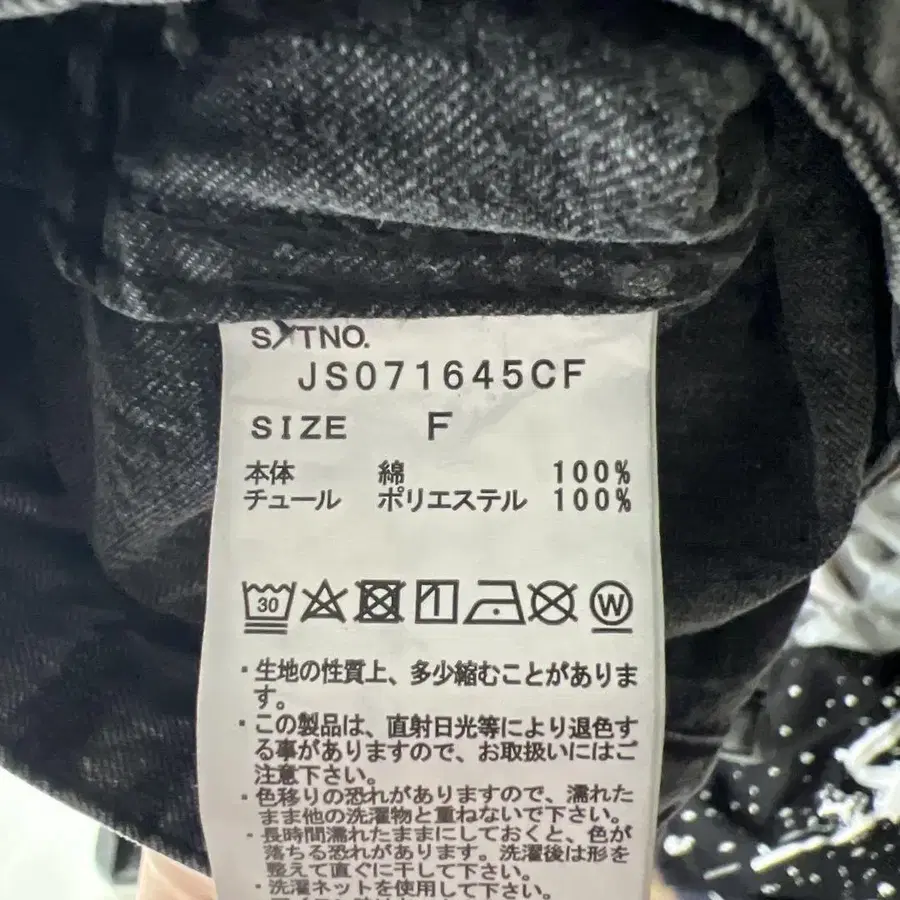 SYTNO.
JS071645CF
SIZE F
本体 綿 100%
チュール ポリエステル 100%
30
W
・生地の性質上、多少縮むことがありま
す。
・この製品は、直射日光等により退色す
る事がありますので、お取扱いにはご
注意下さい。
・色移りの恐れがありますので、濡れた
まま他の洗濯物と重ねないで下さい。
・長時間濡れたままにしておくと、色が
落ちる恐れがあります。洗濯後は形を
整えて直ぐに干して下さい。
・洗濯ネットを使用して下さい。